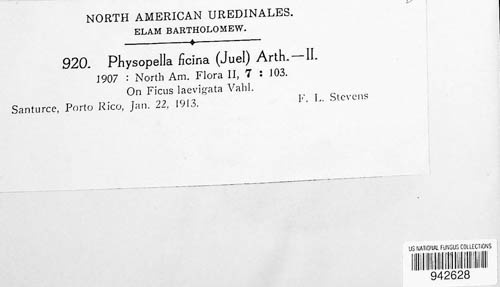 NORTH AMERICAN UREDINALES.
ELAM BARTHOLOMEW.
920. Physopella ficina (Juel) Arth.—II.
1907 : North Am. Flora II, 7 : 103.
On Ficus laevigata Vahl.
Santurce, Porto Rico, Jan. 22, 1913. F. L. Stevens
US NATIONAL FUNGUS COLLECTIONS
942628